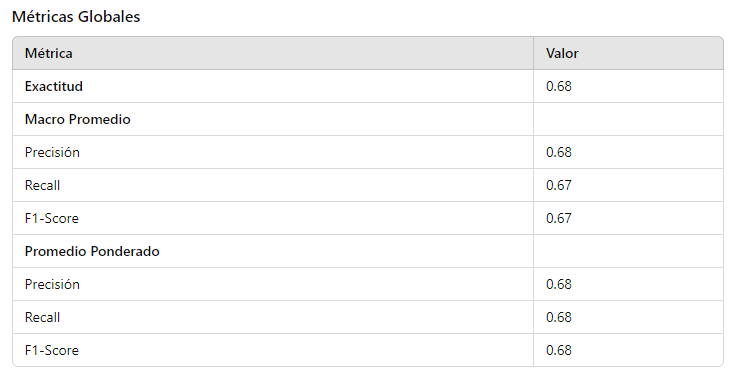 Métricas Globales
Métrica Valor
Exactitud 0.68
Macro Promedio
Precisión 0.68
Recall 0.67
F1-Score 0.67
Promedio Ponderado
Precisión 0.68
Recall 0.68
F1-Score 0.68